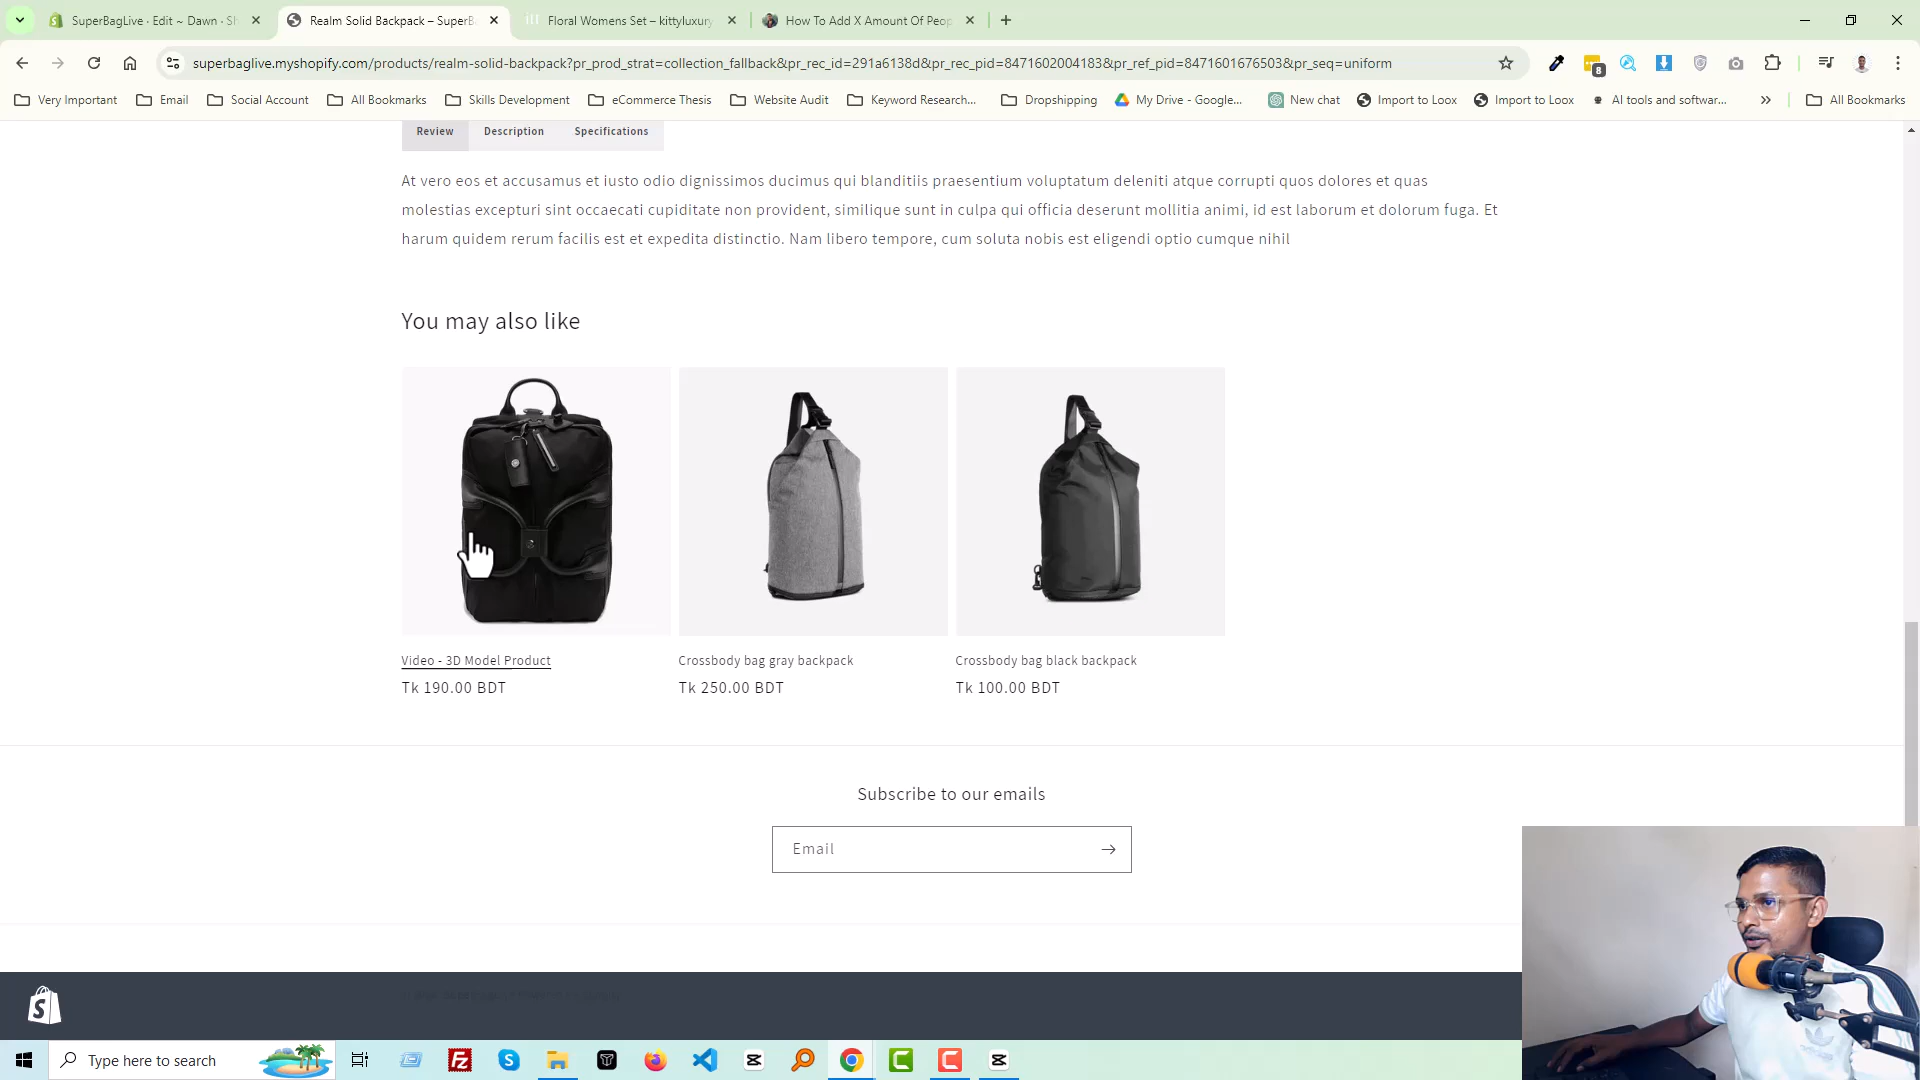 SuperBagLive · Edit ~ Dawn · Sh
Realm Solid Backpack – SuperB
Floral Womens Set – kittyluxury
How To Add X Amount Of Peop
superbaglive.myshopify.com/products/realm-solid-backpack?pr_prod_strat=collection_fallback&pr_rec_id=291a6138d&pr_rec_pid=8471602004183&pr_ref_pid=8471601676503&pr_seq=uniform
8
Very Important
Email
Social Account
All Bookmarks
Skills Development
eCommerce Thesis
Website Audit
Keyword Research...
Dropshipping
My Drive - Google...
New chat
Import to Loox
Import to Loox
AI tools and softwar...
All Bookmarks
Review Description Specifications
At vero eos et accusamus et iusto odio dignissimos ducimus qui blanditiis praesentium voluptatum deleniti atque corrupti quos dolores et quas
molestias excepturi sint occaecati cupiditate non provident, similique sunt in culpa qui officia deserunt mollitia animi, id est laborum et dolorum fuga. Et
harum quidem rerum facilis est et expedita distinctio. Nam libero tempore, cum soluta nobis est eligendi optio cumque nihil
You may also like
Video - 3D Model Product
Tk 190.00 BDT
Crossbody bag gray backpack
Tk 250.00 BDT
Crossbody bag black backpack
Tk 100.00 BDT
Subscribe to our emails
Email
Type here to search